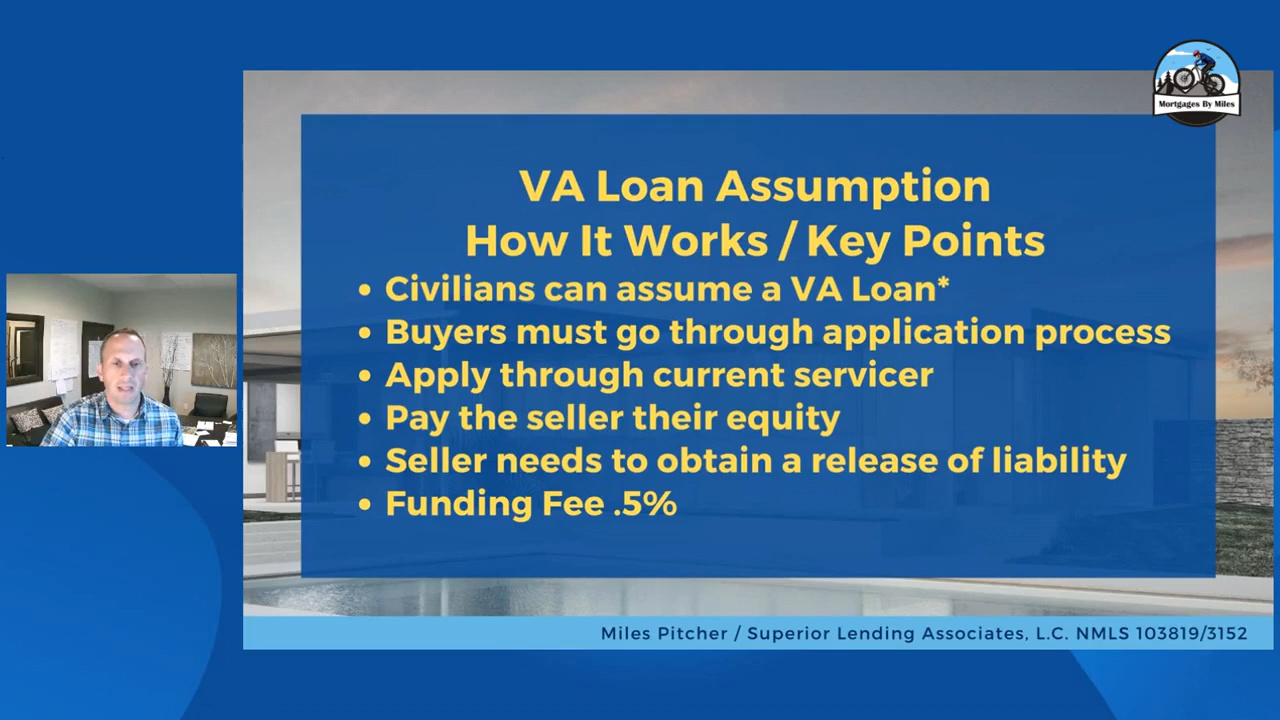 Mortgages By Miles
VA Loan Assumption
How It Works / Key Points
• Civilians can assume a VA Loan*
• Buyers must go through application process
• Apply through current servicer
• Pay the seller their equity
• Seller needs to obtain a release of liability
• Funding Fee .5%
Miles Pitcher / Superior Lending Associates, L.C. NMLS 103819/3152